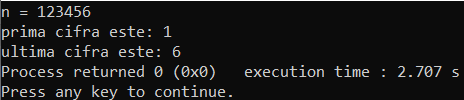 n = 123456
prima cifra este: 1
ultima cifra este: 6
Process returned 0 (0x0)   execution time : 2.707 s
Press any key to continue.